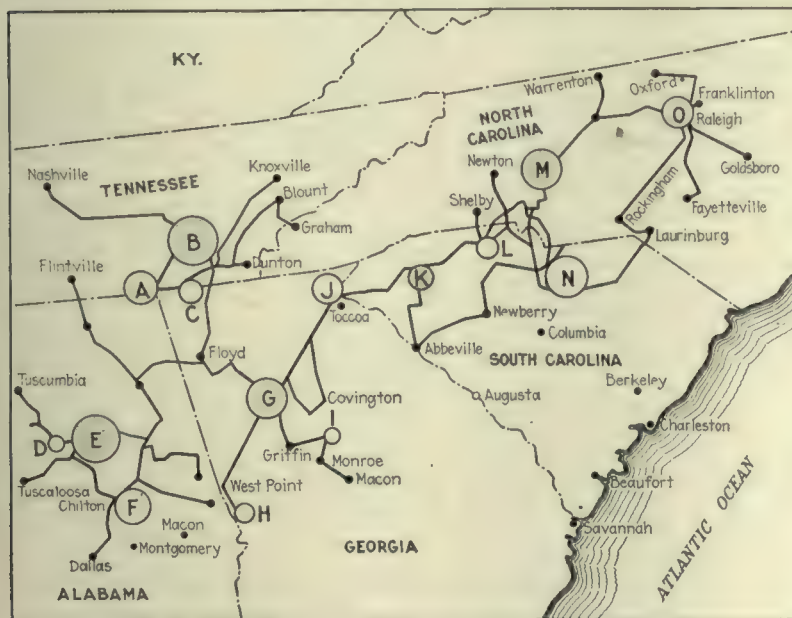 KY.
Warrenton
Oxford
Franklinton
NORTH
CAROLINA
O
Raleigh
Newton
M
Goldsboro
Nashville
TENNESSEE
Knoxville
Blount
Shelby
Rockingham
Fayetteville
B
Graham
L
Laurinburg
Flintville
Dunton
A
C
J
K
N
Toccoa
Newberry
Columbia
Abbeville
SOUTH CAROLINA
Floyd
Tuscumbia
G
Covington
Augusta
Berkeley
D
E
Charleston
Griffin
Monroe
Macon
Tuscaloosa
Chilton
F
West Point
H
Beaufort
Macon
Montgomery
Savannah
Dallas
GEORGIA
ALABAMA
ATLANTIC OCEAN